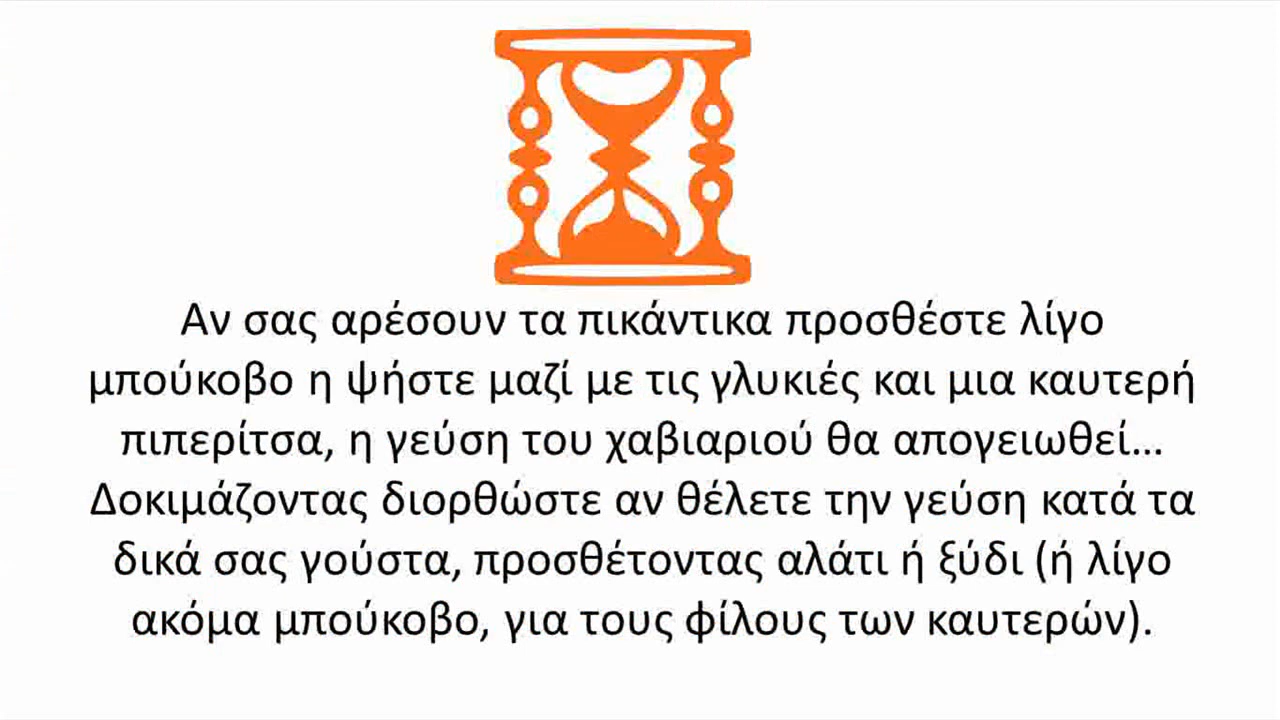 Αν σας αρέσουν τα πικάντικα προσθέστε λίγο
μπούκοβο η ψήστε μαζί με τις γλυκιές και μια καυτερή
πιπερίτσα, η γεύση του χαβιαριού θα απογειωθεί...
Δοκιμάζοντας διορθώστε αν θέλετε την γεύση κατά τα
δικά σας γούστα, προσθέτοντας αλάτι ή ξύδι (ή λίγο
ακόμα μπούκοβο, για τους φίλους των καυτερών).